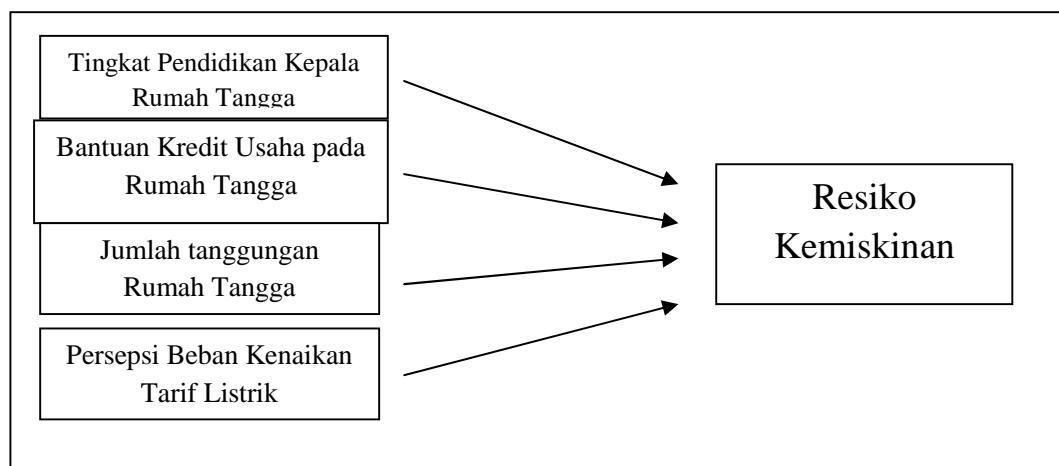 Tingkat Pendidikan Kepala
Rumah Tangga
Bantuan Kredit Usaha pada
Rumah Tangga
Jumlah tanggungan
Rumah Tangga
Persepsi Beban Kenaikan
Tarif Listrik
Resiko
Kemiskinan